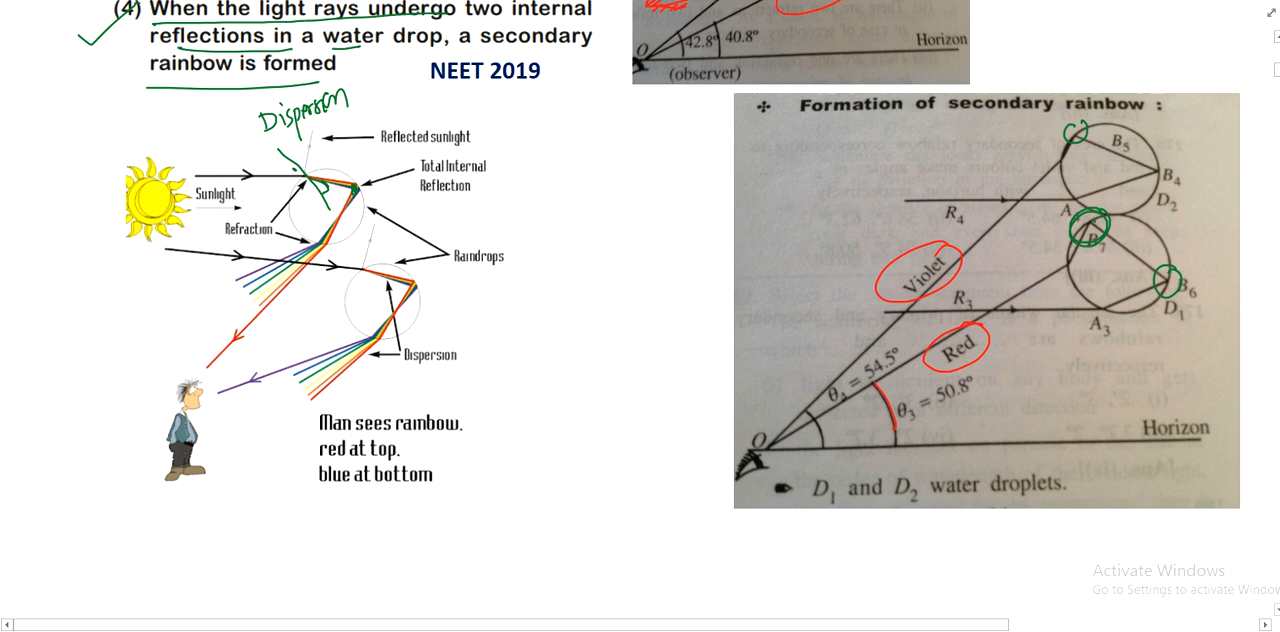 (4) When the light rays undergo two internal
reflections in a water drop, a secondary
rainbow is formed
NEET 2019
Dispersion
Reflected sunlight
Total Internal
Reflection
Sunlight
Refraction
Raindrops
Dispersion
Man sees rainbow.
red at top.
blue at bottom
42.8° 40.8°
O
Horizon
(observer)
✢ Formation of secondary rainbow :
B5
B4
D2
R4
A
B7
Violet
R3
B6
D1
A3
Red
θ4 = 54.5°
θ3 = 50.8°
O
Horizon
D1 and D2 water droplets.
Activate Windows
Go to Settings to activate Window